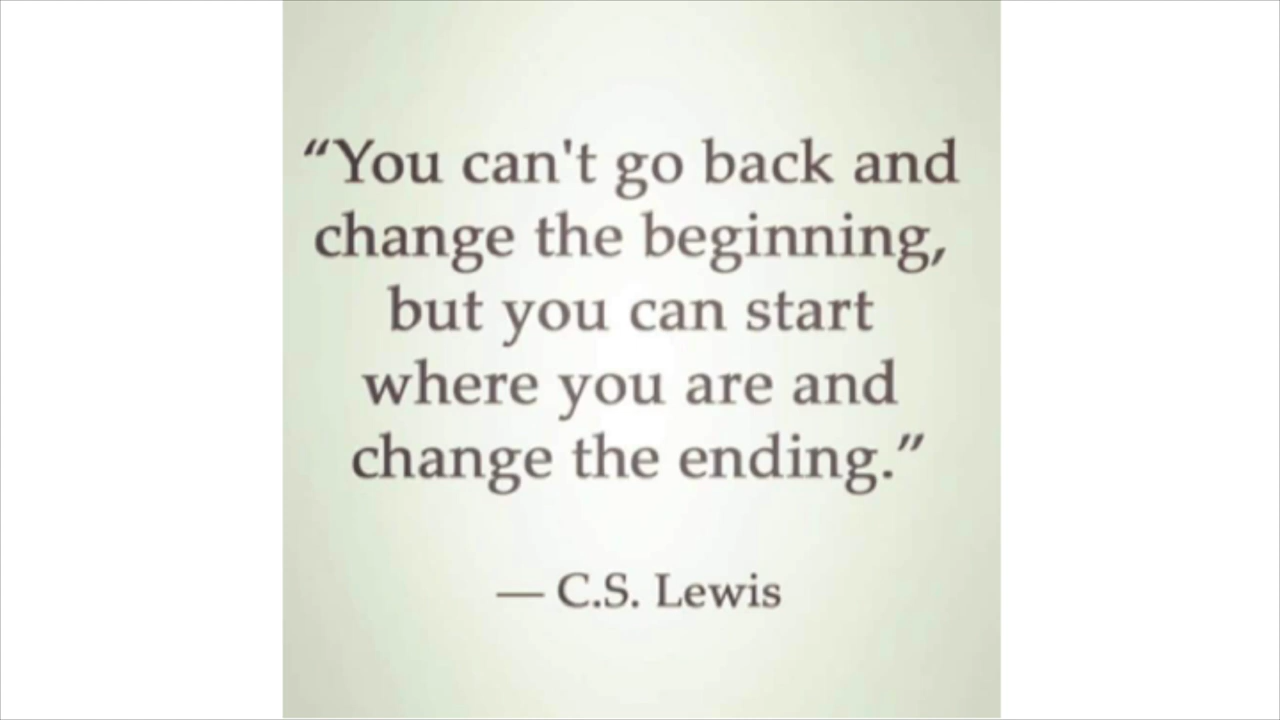 “You can't go back and
change the beginning,
but you can start
where you are and
change the ending.”
— C.S. Lewis